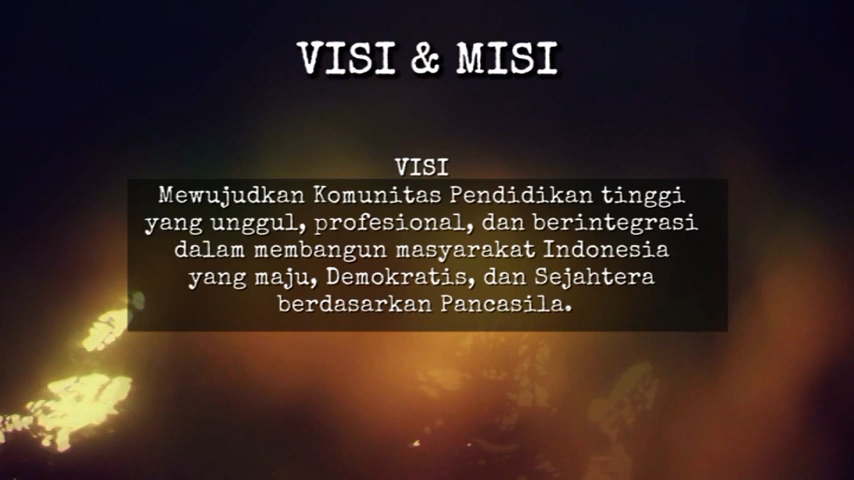 VISI & MISI
VISI
Mewujudkan Komunitas Pendidikan tinggi
yang unggul, profesional, dan berintegrasi
dalam membangun masyarakat Indonesia
yang maju, Demokratis, dan Sejahtera
berdasarkan Pancasila.